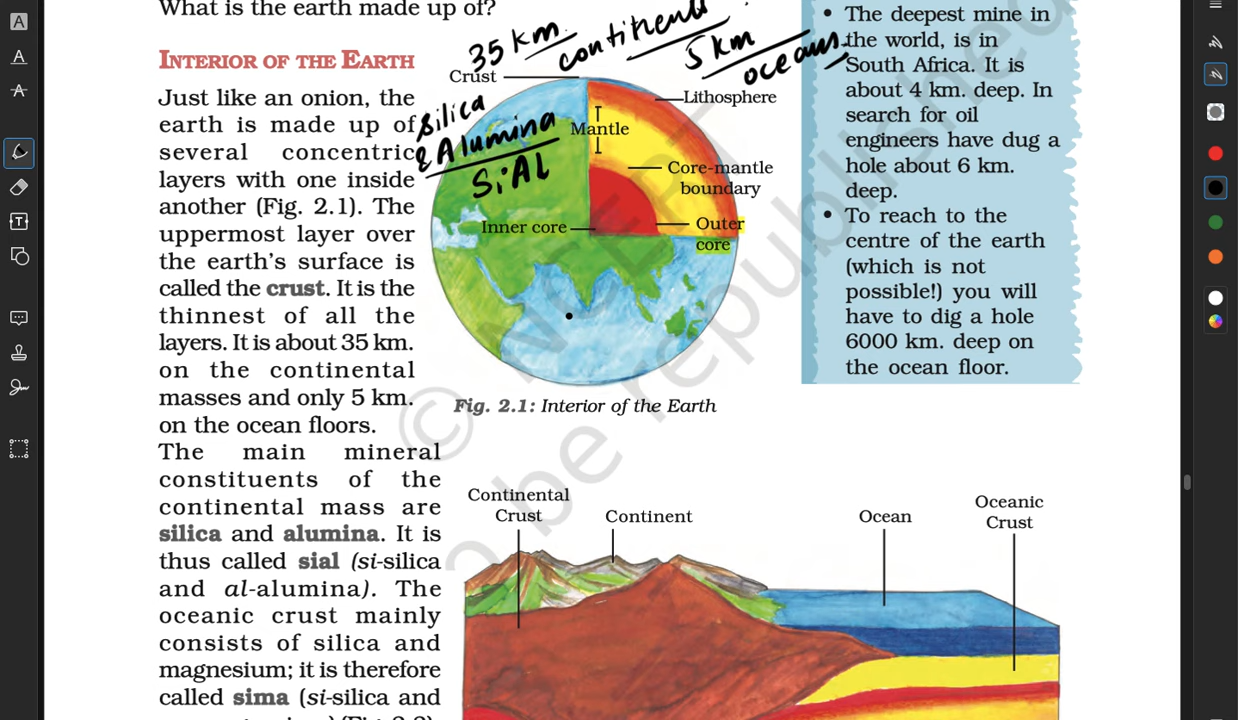 What is the earth made up of?
INTERIOR OF THE EARTH
Just like an onion, the
earth is made up of
several concentric
layers with one inside
another (Fig. 2.1). The
uppermost layer over
the earth's surface is
called the crust. It is the
thinnest of all the
layers. It is about 35 km.
on the continental
masses and only 5 km.
on the ocean floors.
The main mineral
constituents of the
continental mass are
silica and alumina. It is
thus called sial (si-silica
and al-alumina). The
oceanic crust mainly
consists of silica and
magnesium; it is therefore
called sima (si-silica and
35 km continents
5 km
oceans
Silica
& Alumina
SiAl
Crust
Lithosphere
Mantle
Core-mantle
boundary
Outer
core
Inner core
Fig. 2.1: Interior of the Earth
• The deepest mine in
the world, is in
South Africa. It is
about 4 km. deep. In
search for oil
engineers have dug a
hole about 6 km.
deep.
• To reach to the
centre of the earth
(which is not
possible!) you will
have to dig a hole
6000 km. deep on
the ocean floor.
Continental
Crust
Continent
Ocean
Oceanic
Crust
© NCERT
be republished